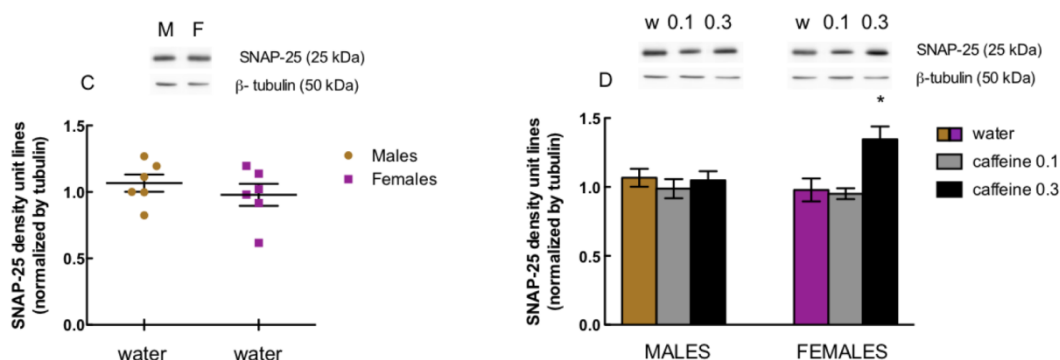 M F
SNAP-25 (25 kDa)
β- tubulin (50 kDa)
C
SNAP-25 density unit lines
(normalized by tubulin)
1.5
1.0
0.5
0.0
water water
Males
Females
w 0.1 0.3 w 0.1 0.3
SNAP-25 (25 kDa)
β- tubulin (50 kDa)
D
*
SNAP-25 density unit lines
(normalized by tubulin)
1.5
1.0
0.5
0.0
MALES FEMALES
water
caffeine 0.1
caffeine 0.3